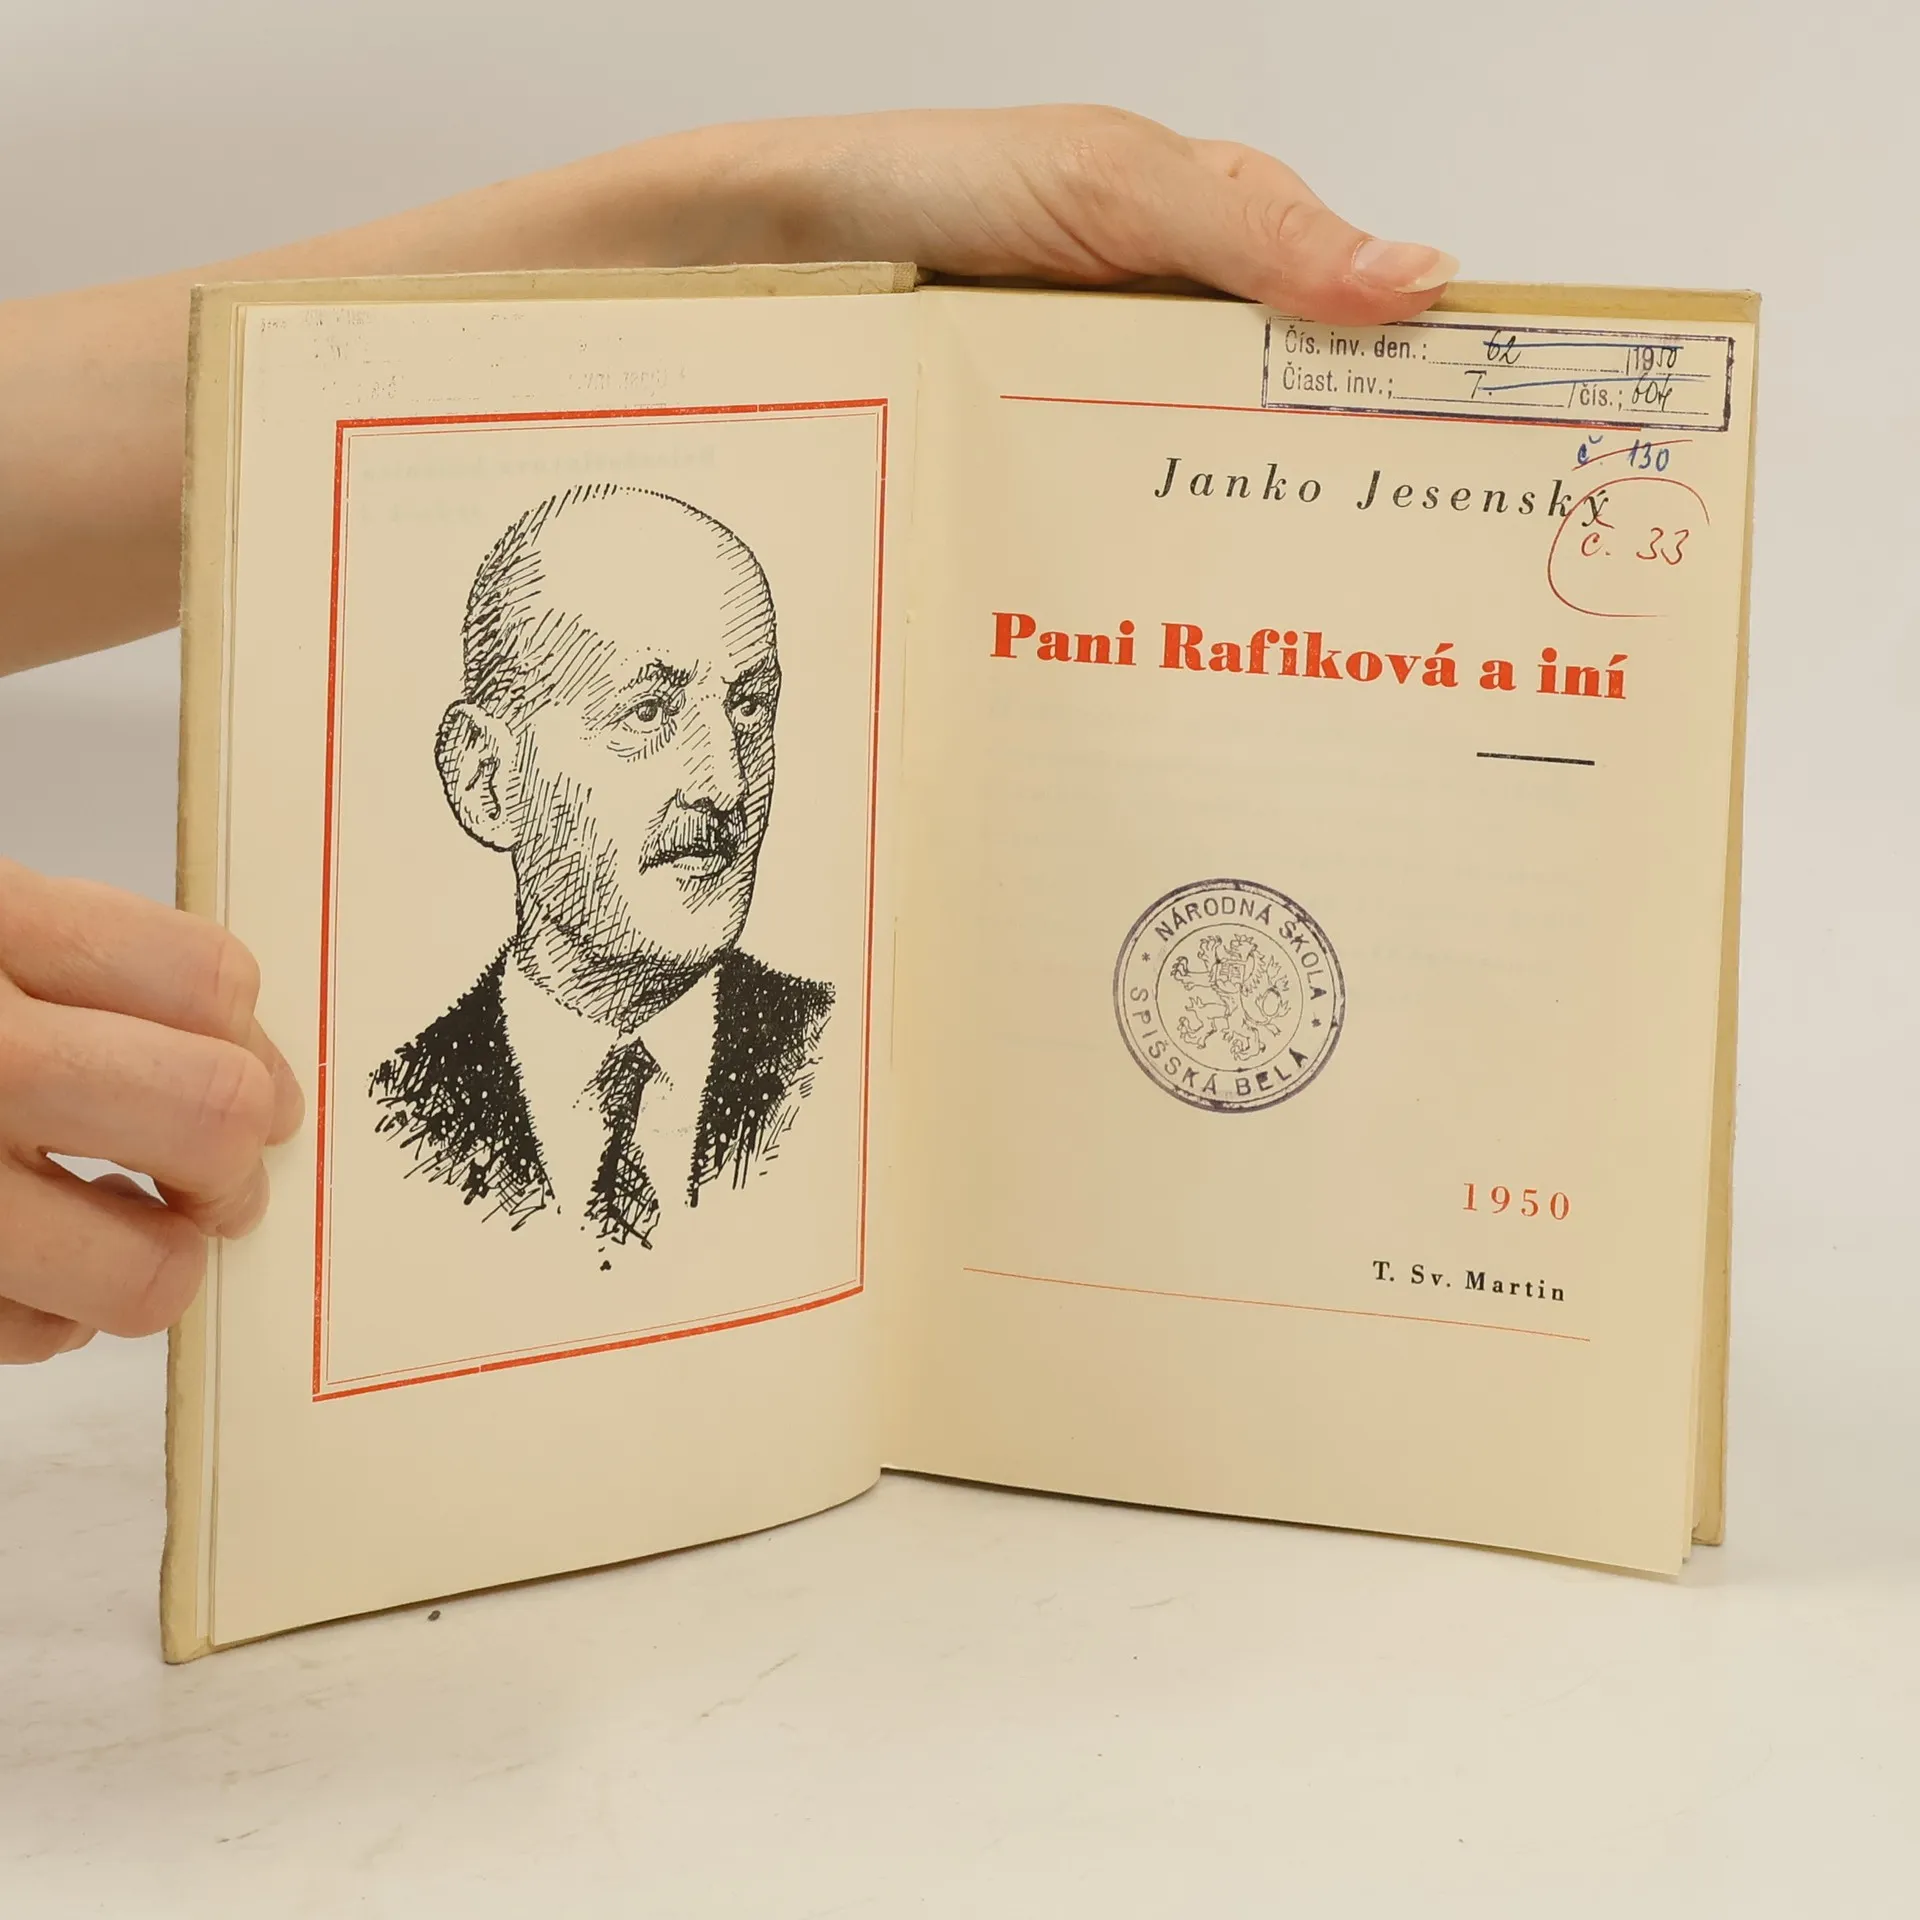 Čís. inv. den.: 62 /1950
Čiast. inv.; T. /čís.; 604
č. 130
Janko Jesenský
č. 33
Pani Rafiková a iní
* NÁRODNÁ ŠKOLA *
SPIŠSKÁ BELÁ
1950
T. Sv. Martin